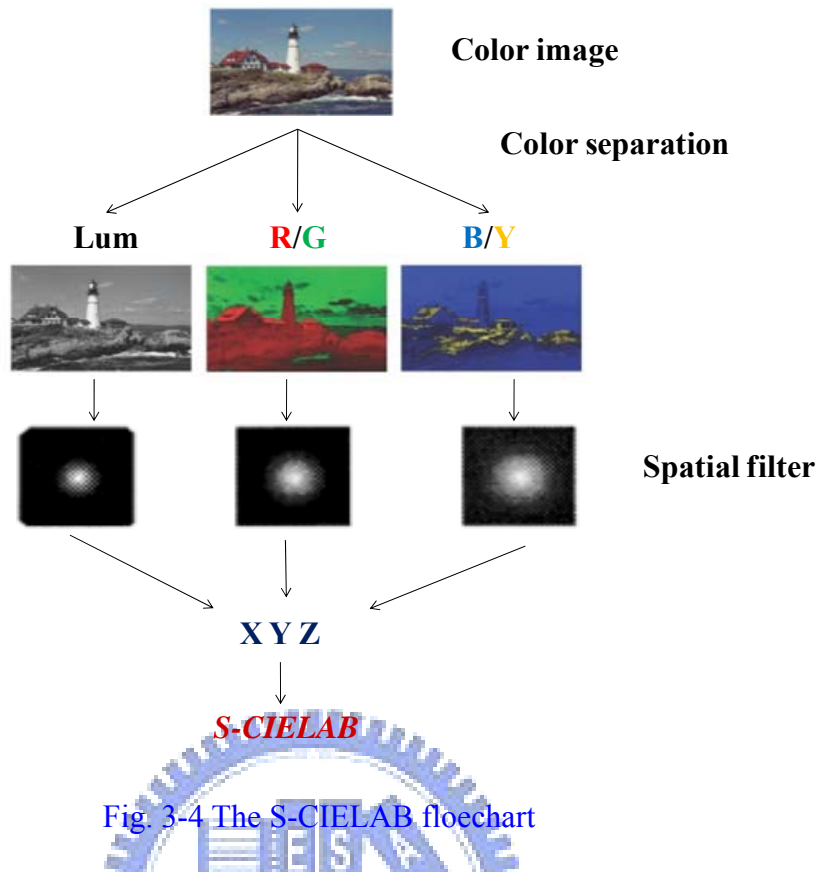 Color image
Color separation
Lum R/G B/Y
Spatial filter
X Y Z
S-CIELAB
Fig. 3-4 The S-CIELAB floechart
E S A